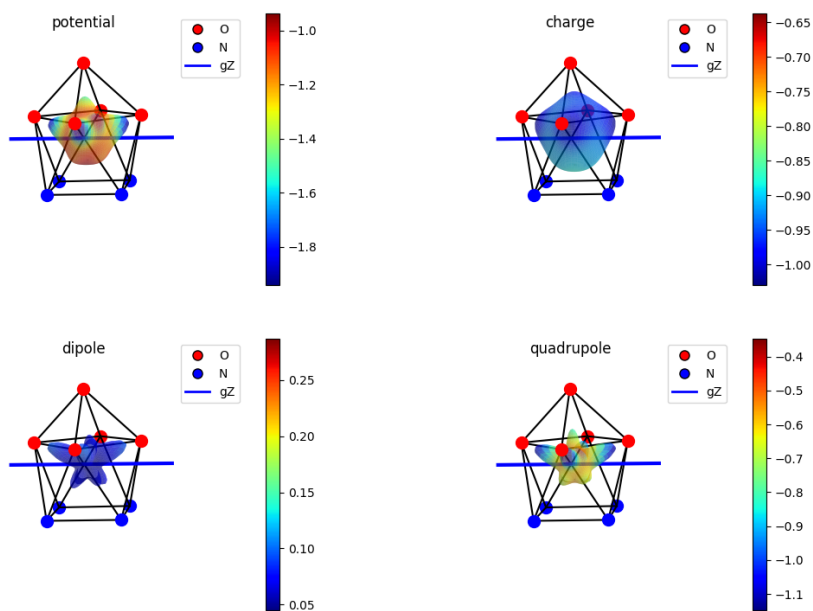 potential
O
N
gZ
−1.0
−1.2
−1.4
−1.6
−1.8
charge
O
N
gZ
−0.65
−0.70
−0.75
−0.80
−0.85
−0.90
−0.95
−1.00
dipole
O
N
gZ
0.25
0.20
0.15
0.10
0.05
quadrupole
O
N
gZ
−0.4
−0.5
−0.6
−0.7
−0.8
−0.9
−1.0
−1.1